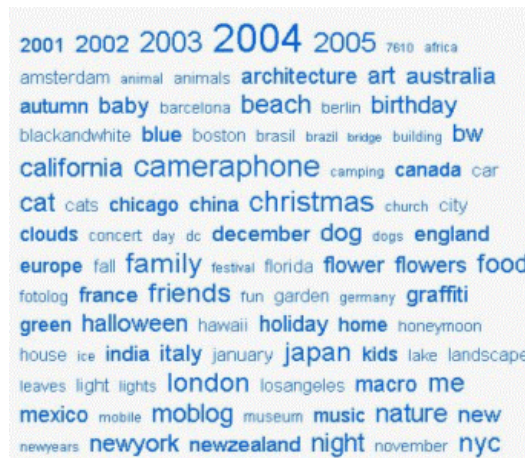 2001 2002 2003 2004 2005 7610 africa
amsterdam animal animals architecture art australia
autumn baby barcelona beach berlin birthday
blackandwhite blue boston brasil brazil bridge building bw
california cameraphone camping canada car
cat cats chicago china christmas church city
clouds concert day dc december dog dogs england
europe fall family festival florida flower flowers food
fotolog france friends fun garden germany graffiti
green halloween hawaii holiday home honeymoon
house ice india italy january japan kids lake landscape
leaves light lights london losangeles macro me
mexico mobile moblog museum music nature new
newyears newyork newzealand night november nyc